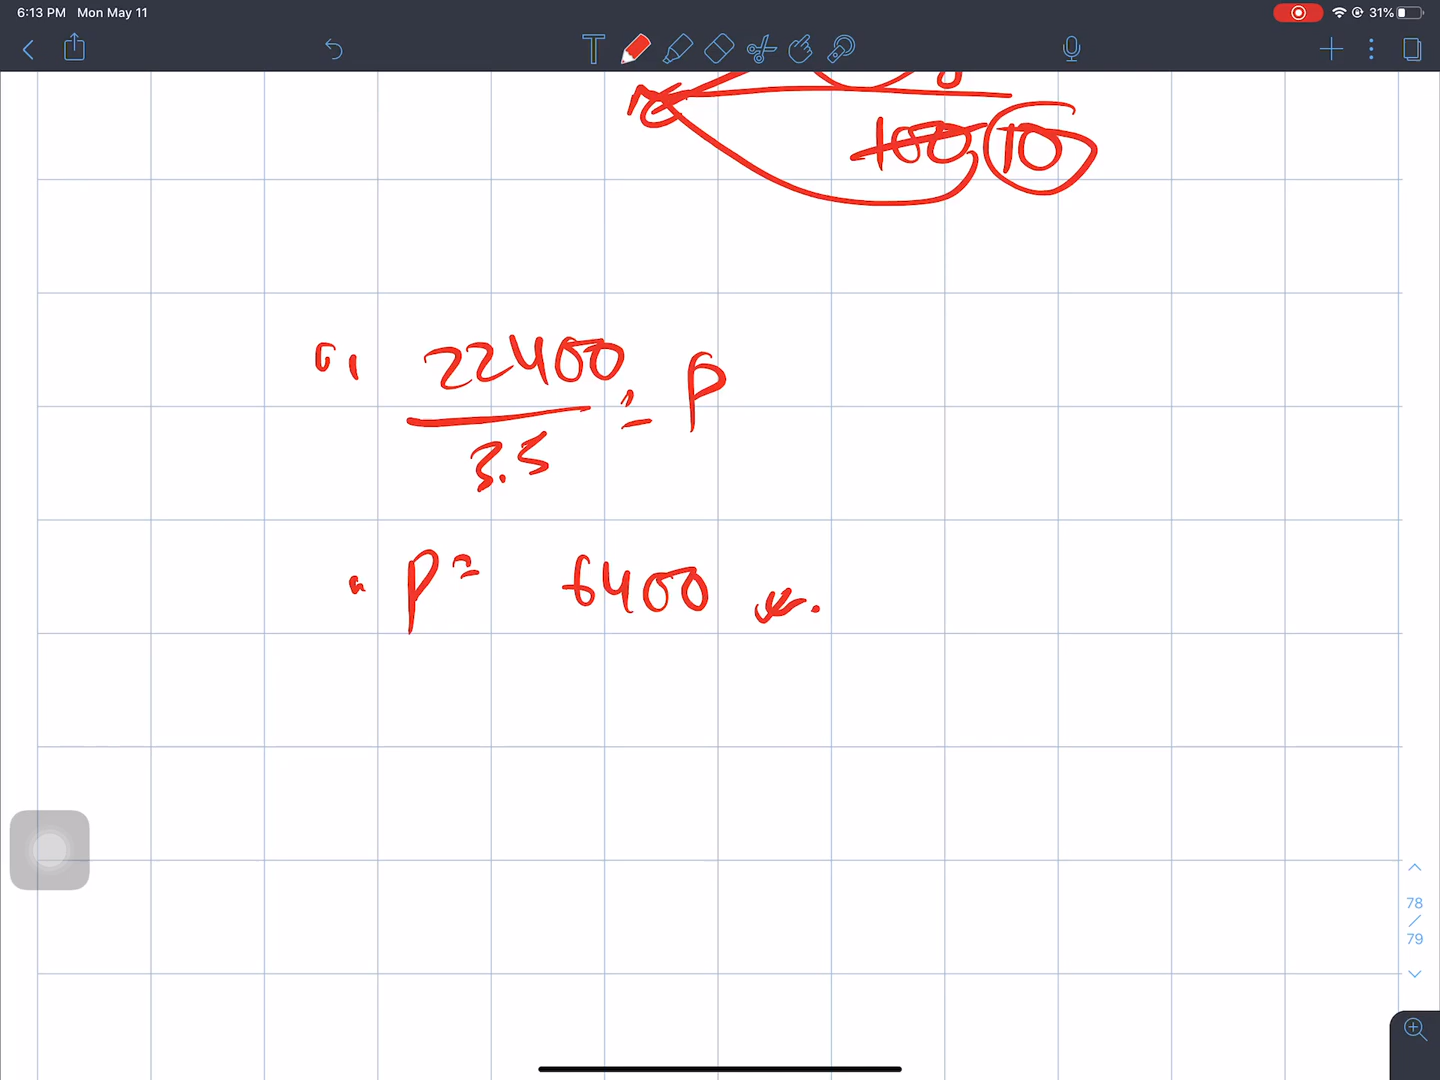 6:13 PM Mon May 11
31%
100 10
22400
3.5
= P
P = 6400
78
/
79